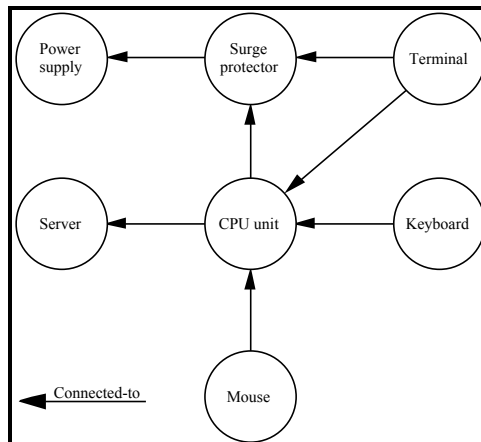 Power
supply
Surge
protector
Terminal
Server
CPU unit
Keyboard
Connected-to
Mouse